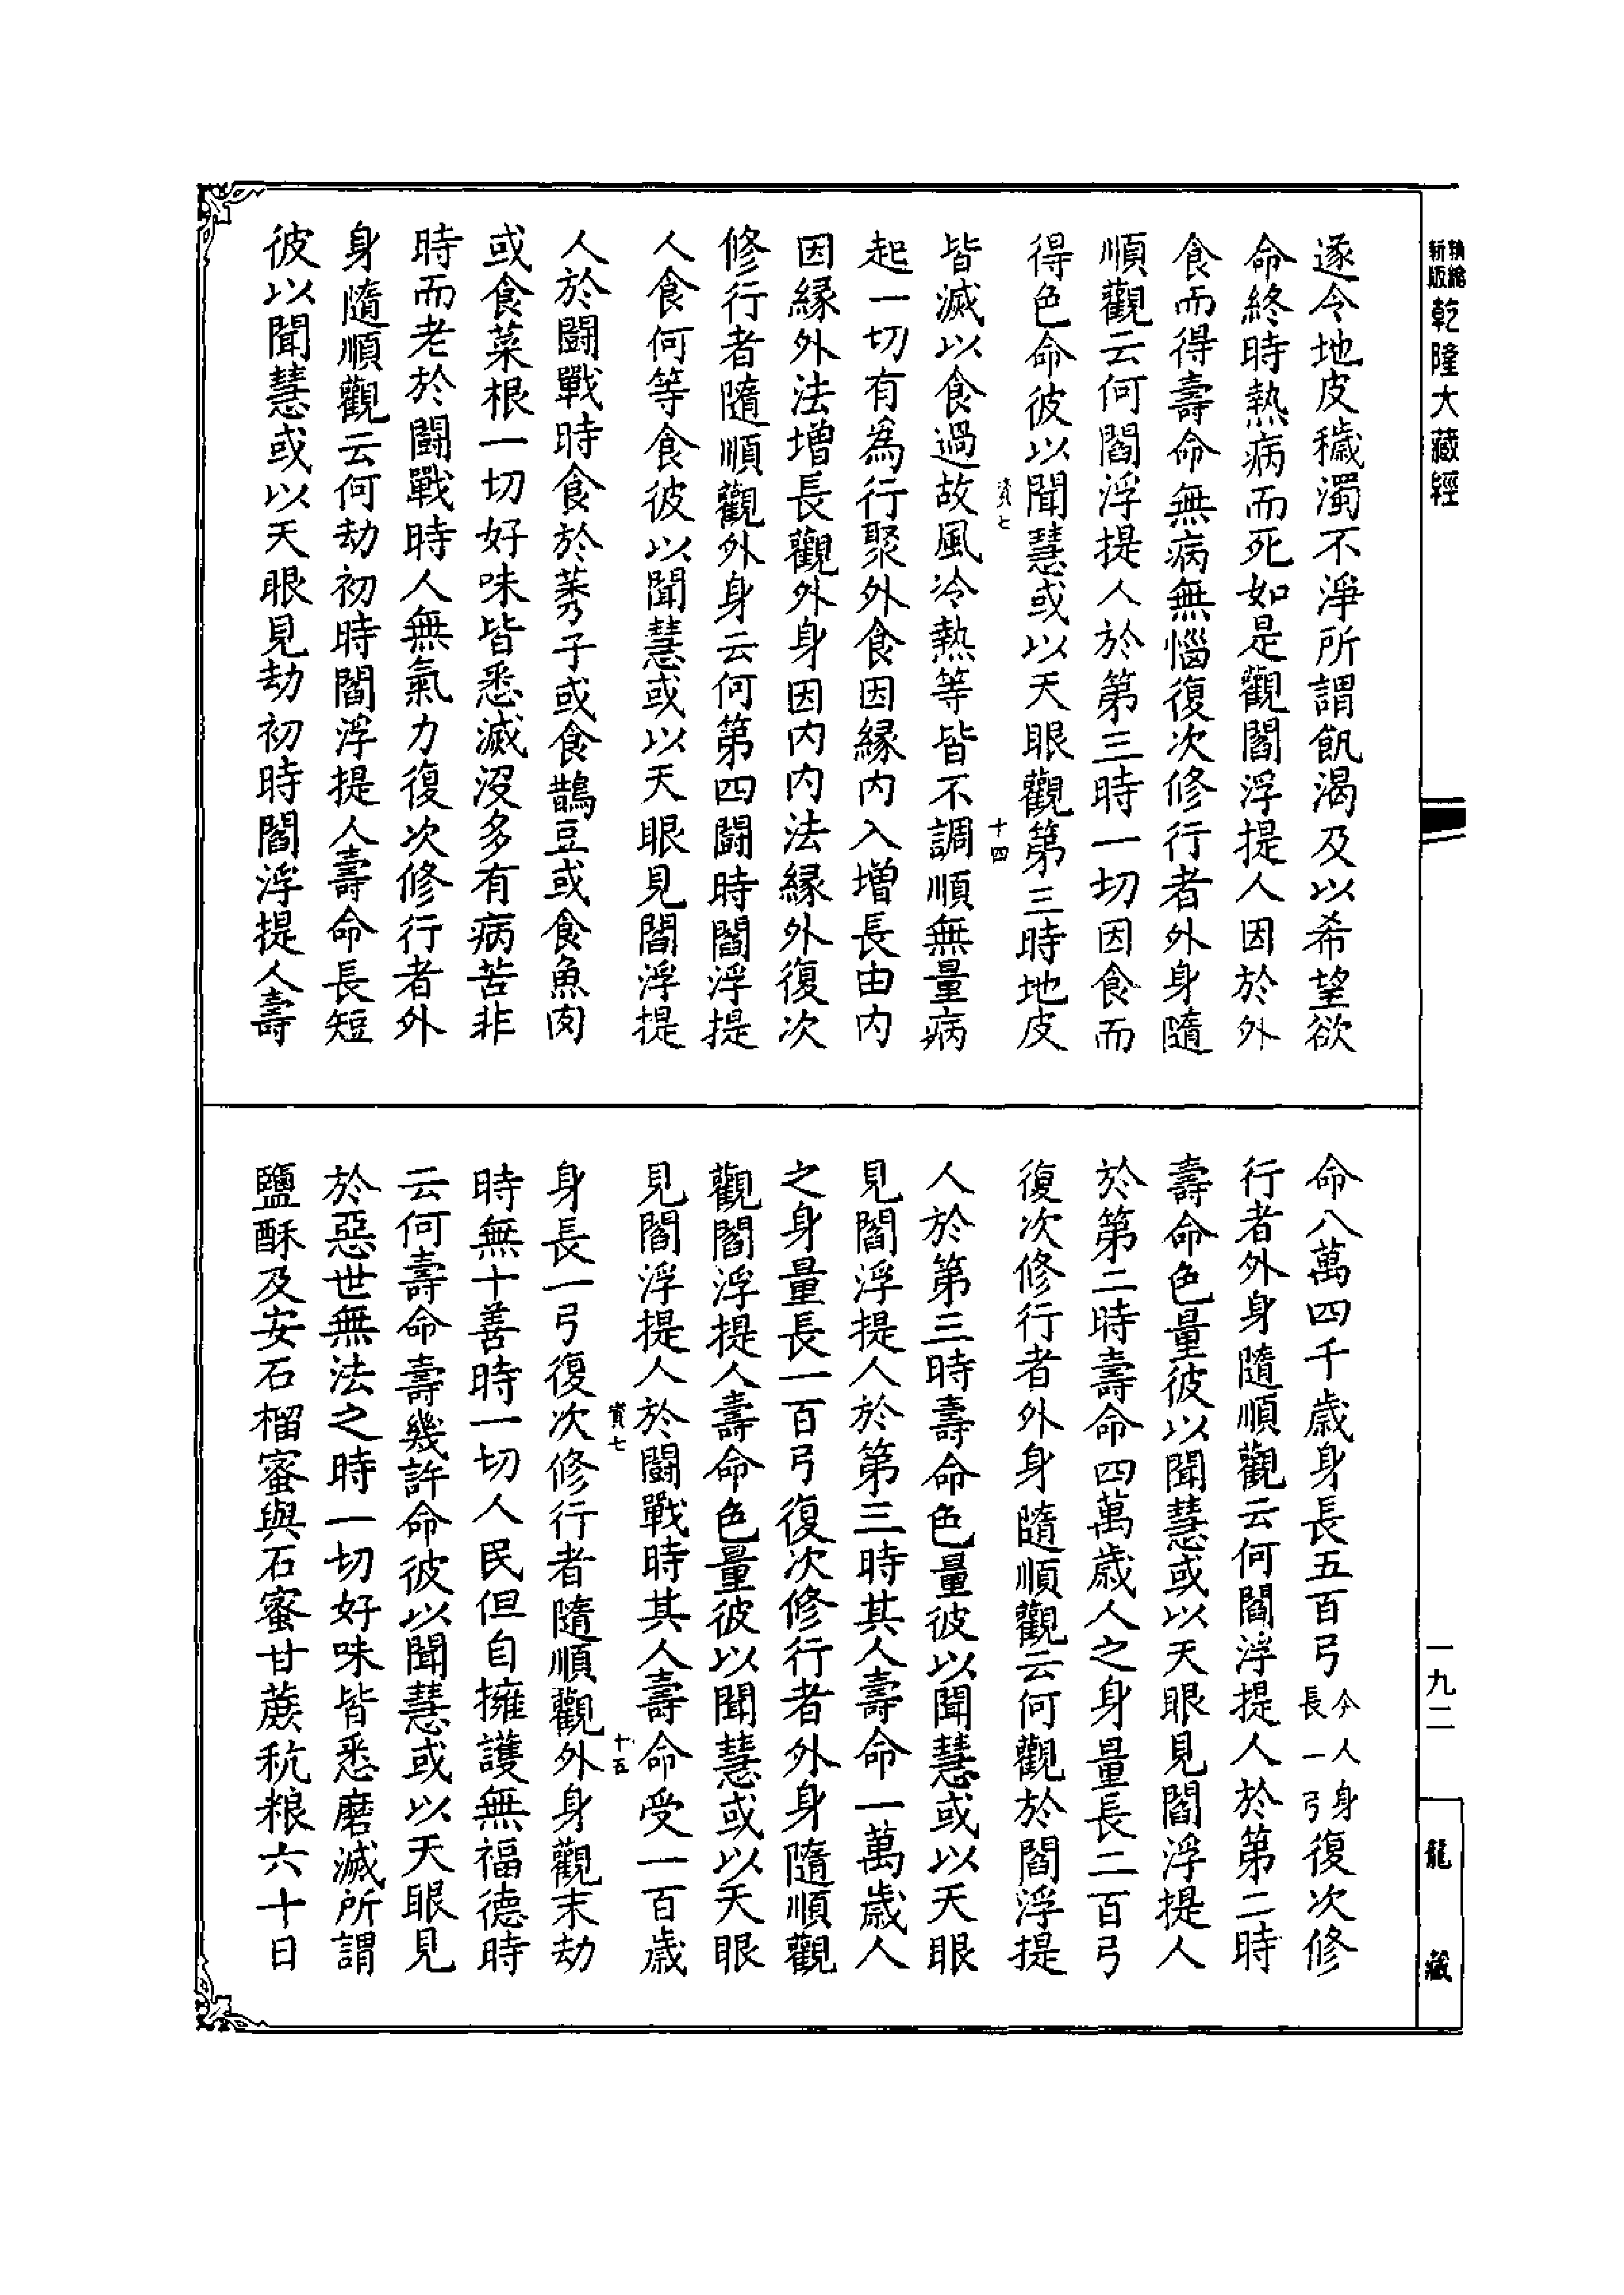 精縮新版乾隆大藏經
遂令地皮穢濁不淨所謂飢渴及以希望欲
命終時熱病而死如是觀閻浮提人因於外
食而得壽命無病無惱復次修行者外身隨
順觀云何閻浮提人於第三時一切因食而
得色命彼以聞慧或以天眼觀第三時地皮
皆滅以食過故風冷熱等皆不調順無量病
起一切有為行聚外食因緣內入增長由內
因緣外法增長觀外身因內內法緣外復次
修行者隨順觀外身云何第四鬪時閻浮提
人食何等食彼以聞慧或以天眼見閻浮提
人於鬪戰時食於莠子或食鵲豆或食魚肉
或食菜根一切好味皆悉滅沒多有病苦非
時而老於鬪戰時人無氣力復次修行者外
身隨順觀云何劫初時閻浮提人壽命長短
彼以聞慧或以天眼見劫初時閻浮提人壽
命八萬四千歲身長五百弓今人身長一弓復次修
行者外身隨順觀云何閻浮提人於第二時
壽命色量彼以聞慧或以天眼見閻浮提人
於第二時壽命四萬歲人之身量長二百弓
復次修行者外身隨順觀云何觀於閻浮提
人於第三時壽命色量彼以聞慧或以天眼
見閻浮提人於第三時其人壽命一萬歲人
之身量長一百弓復次修行者外身隨順觀
觀閻浮提人壽命色量彼以聞慧或以天眼
見閻浮提人於鬪戰時其人壽命受一百歲
身長一弓復次修行者隨順觀外身觀末劫
時無十善時一切人民但自擁護無福德時
云何壽命壽幾許命彼以聞慧或以天眼見
於惡世無法之時一切好味皆悉磨滅所謂
鹽酥及安石榴蜜與石蜜甘蔗秔粮六十日
七
十四
七
十五
一九二
龍藏